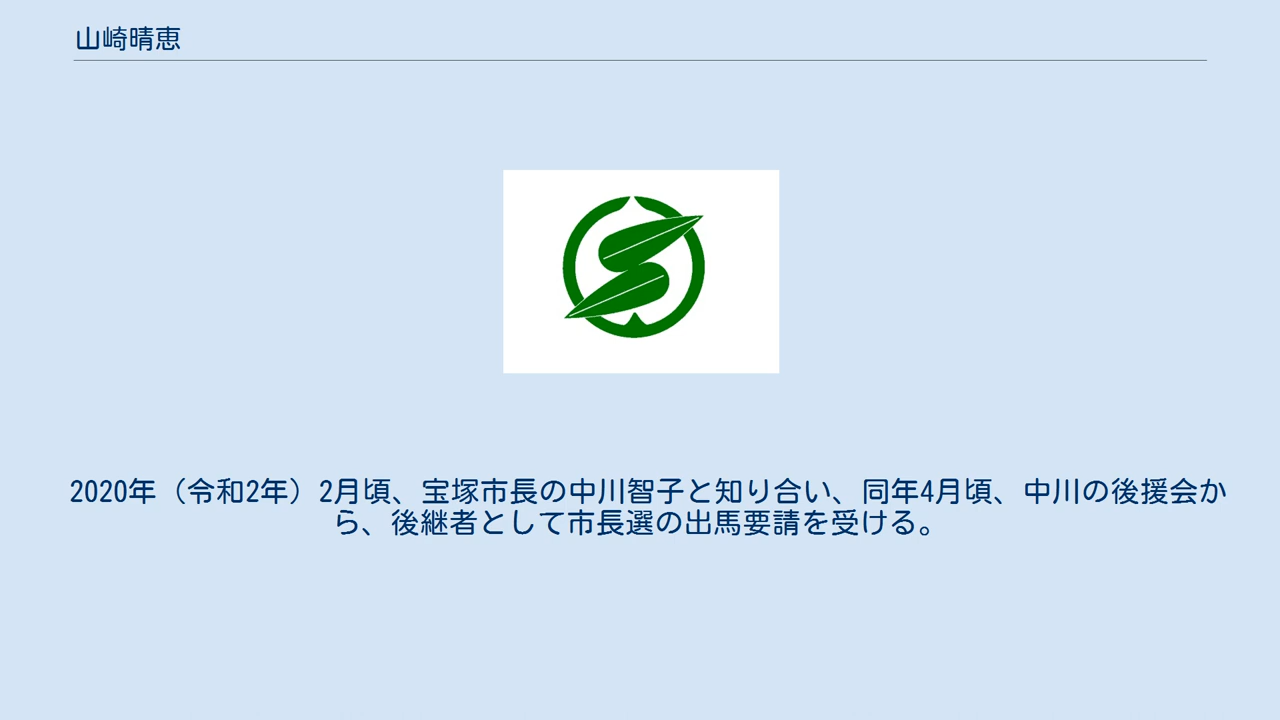 山崎晴恵
2020年（令和2年）2月頃、宝塚市長の中川智子と知り合い、同年4月頃、中川の後援会か
ら、後継者として市長選の出馬要請を受ける。